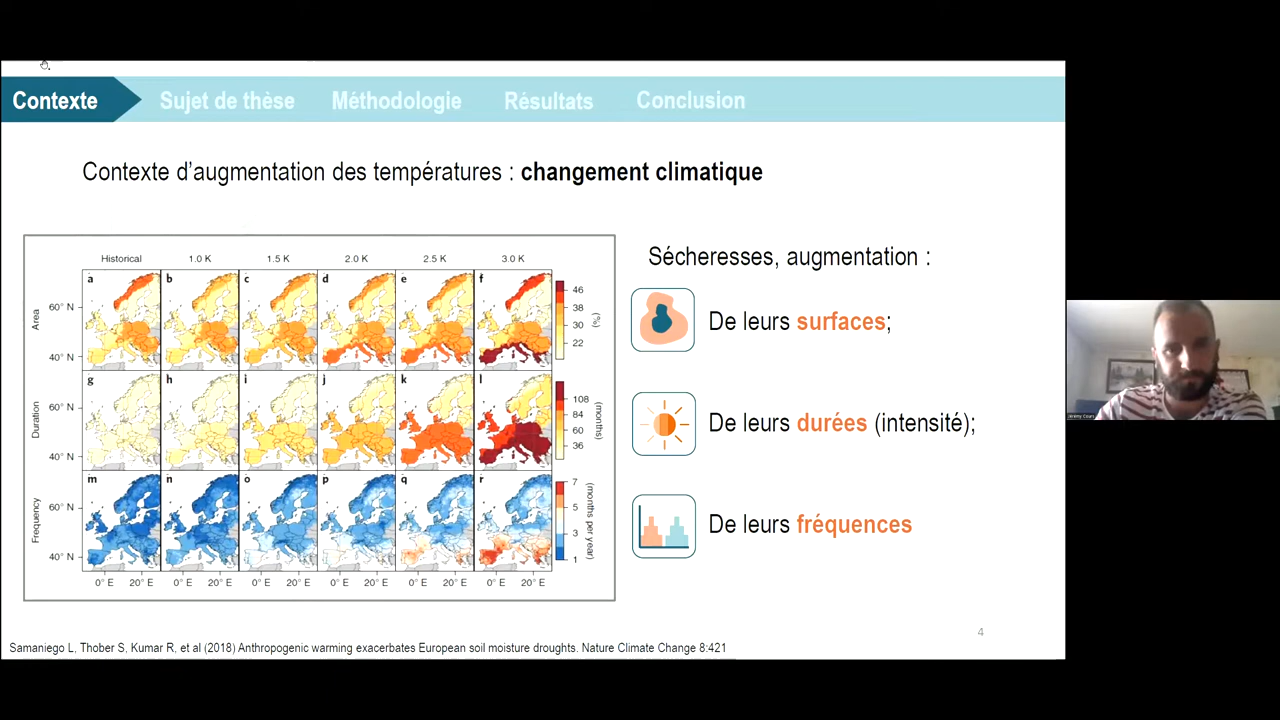 Contexte
Sujet de thèse
Méthodologie
Résultats
Conclusion
Contexte d’augmentation des températures : changement climatique
Historical 1.0 K 1.5 K 2.0 K 2.5 K 3.0 K
a b c d e f
Area
60° N
40° N
46
38
30
22
(%)
g h i j k l
Duration
60° N
40° N
108
84
60
36
(months)
m n o p q r
Frequency
60° N
40° N
7
5
3
1
(months per year)
0° E 20° E 0° E 20° E 0° E 20° E 0° E 20° E 0° E 20° E 0° E 20° E
Sécheresses, augmentation :
De leurs surfaces;
De leurs durées (intensité);
De leurs fréquences
4
Samaniego L, Thober S, Kumar R, et al (2018) Anthropogenic warming exacerbates European soil moisture droughts. Nature Climate Change 8:421
Jeremy Cours